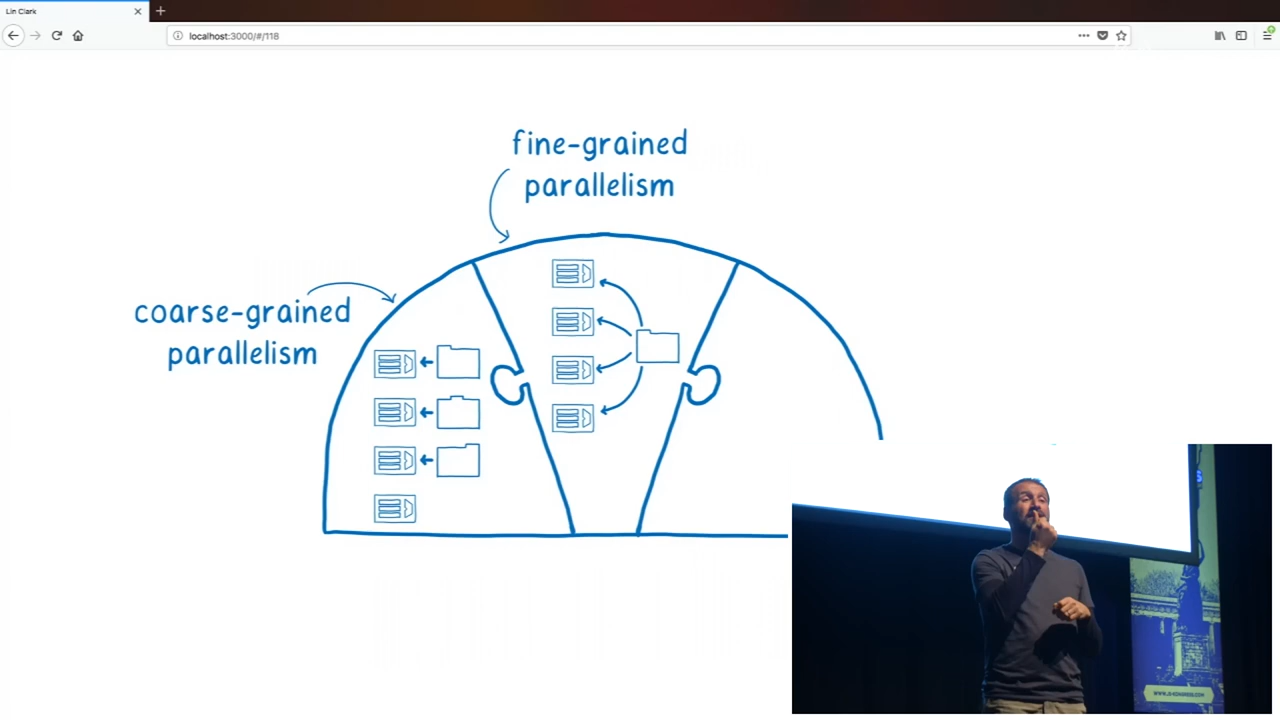 Lin Clark
localhost:3000/#/118
fine-grained
parallelism
coarse-grained
parallelism